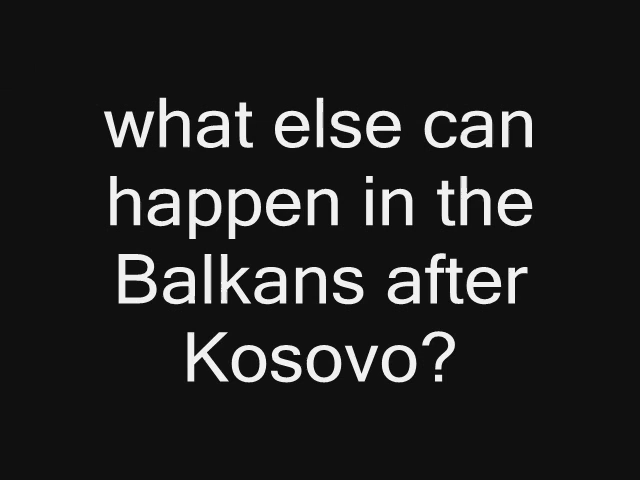 what else can
happen in the
Balkans after
Kosovo?